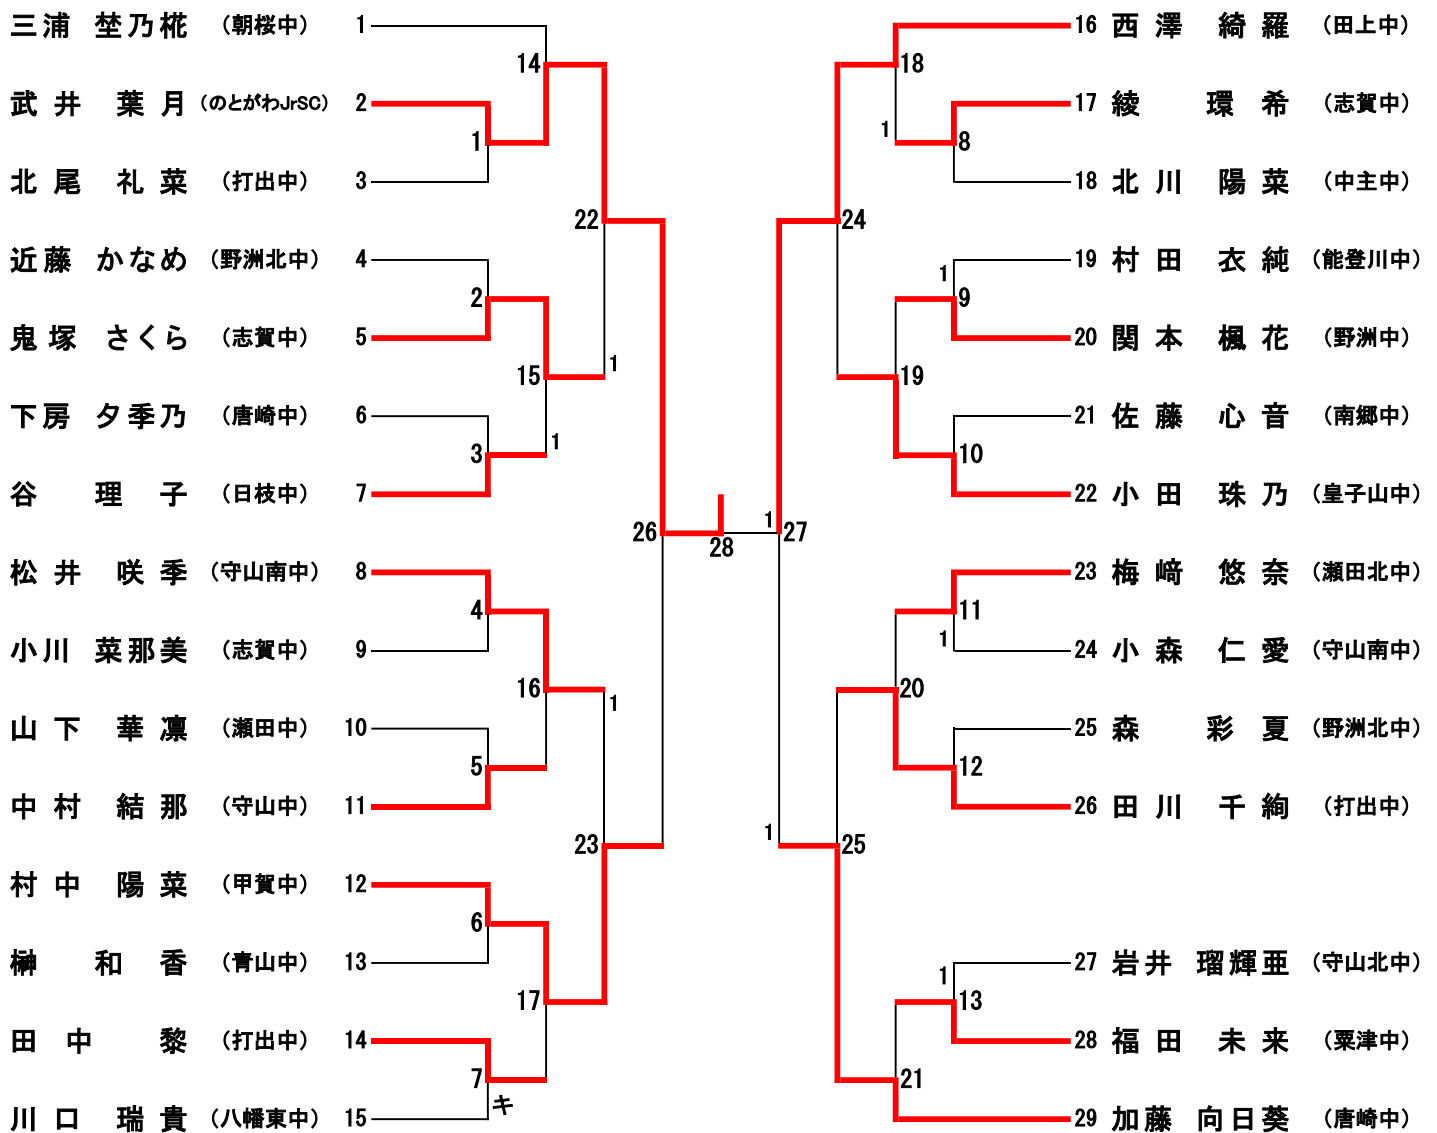 三浦 埜乃椛 (朝桜中) 1
14
武井 葉月 (のとがわJrSC) 2
1
北尾 礼菜 (打出中) 3
22
近藤 かなめ (野洲北中) 4
2
鬼塚 さくら (志賀中) 5
15 1
下房 夕季乃 (唐崎中) 6
3 1
谷 理子 (日枝中) 7
26
28
松井 咲季 (守山南中) 8
4
小川 菜那美 (志賀中) 9
16 1
山下 華凛 (瀬田中) 10
5
中村 結那 (守山中) 11
23
村中 陽菜 (甲賀中) 12
6
榊 和香 (青山中) 13
17
田中 黎 (打出中) 14
7 キ
川口 瑞貴 (八幡東中) 15
16 西澤 綺羅 (田上中)
18
17 綾 環希 (志賀中)
1 8
18 北川 陽菜 (中主中)
24
19 村田 衣純 (能登川中)
1 9
20 関本 楓花 (野洲中)
19
21 佐藤 心音 (南郷中)
10
22 小田 珠乃 (皇子山中)
1 27
23 梅﨑 悠奈 (瀬田北中)
11
1
24 小森 仁愛 (守山南中)
20
25 森 彩夏 (野洲北中)
12
26 田川 千絢 (打出中)
1 25
27 岩井 瑠輝亜 (守山北中)
1 13
28 福田 未来 (粟津中)
21
29 加藤 向日葵 (唐崎中)